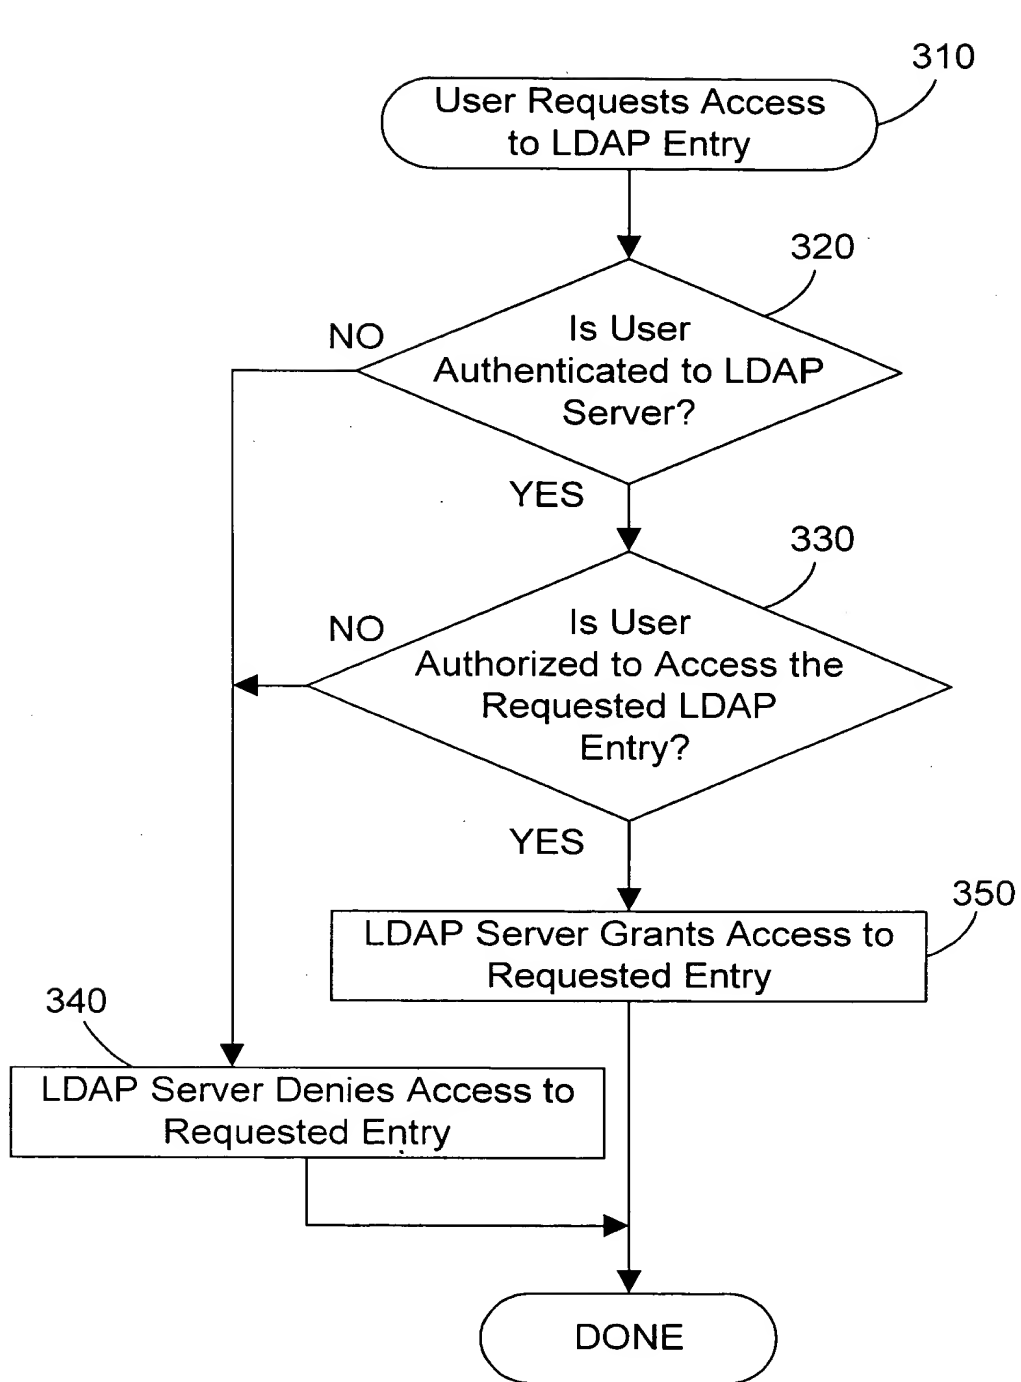 310
User Requests Access
to LDAP Entry
320
NO
Is User
Authenticated to LDAP
Server?
YES
330
NO
Is User
Authorized to Access the
Requested LDAP
Entry?
YES
350
LDAP Server Grants Access to
Requested Entry
340
LDAP Server Denies Access to
Requested Entry
DONE